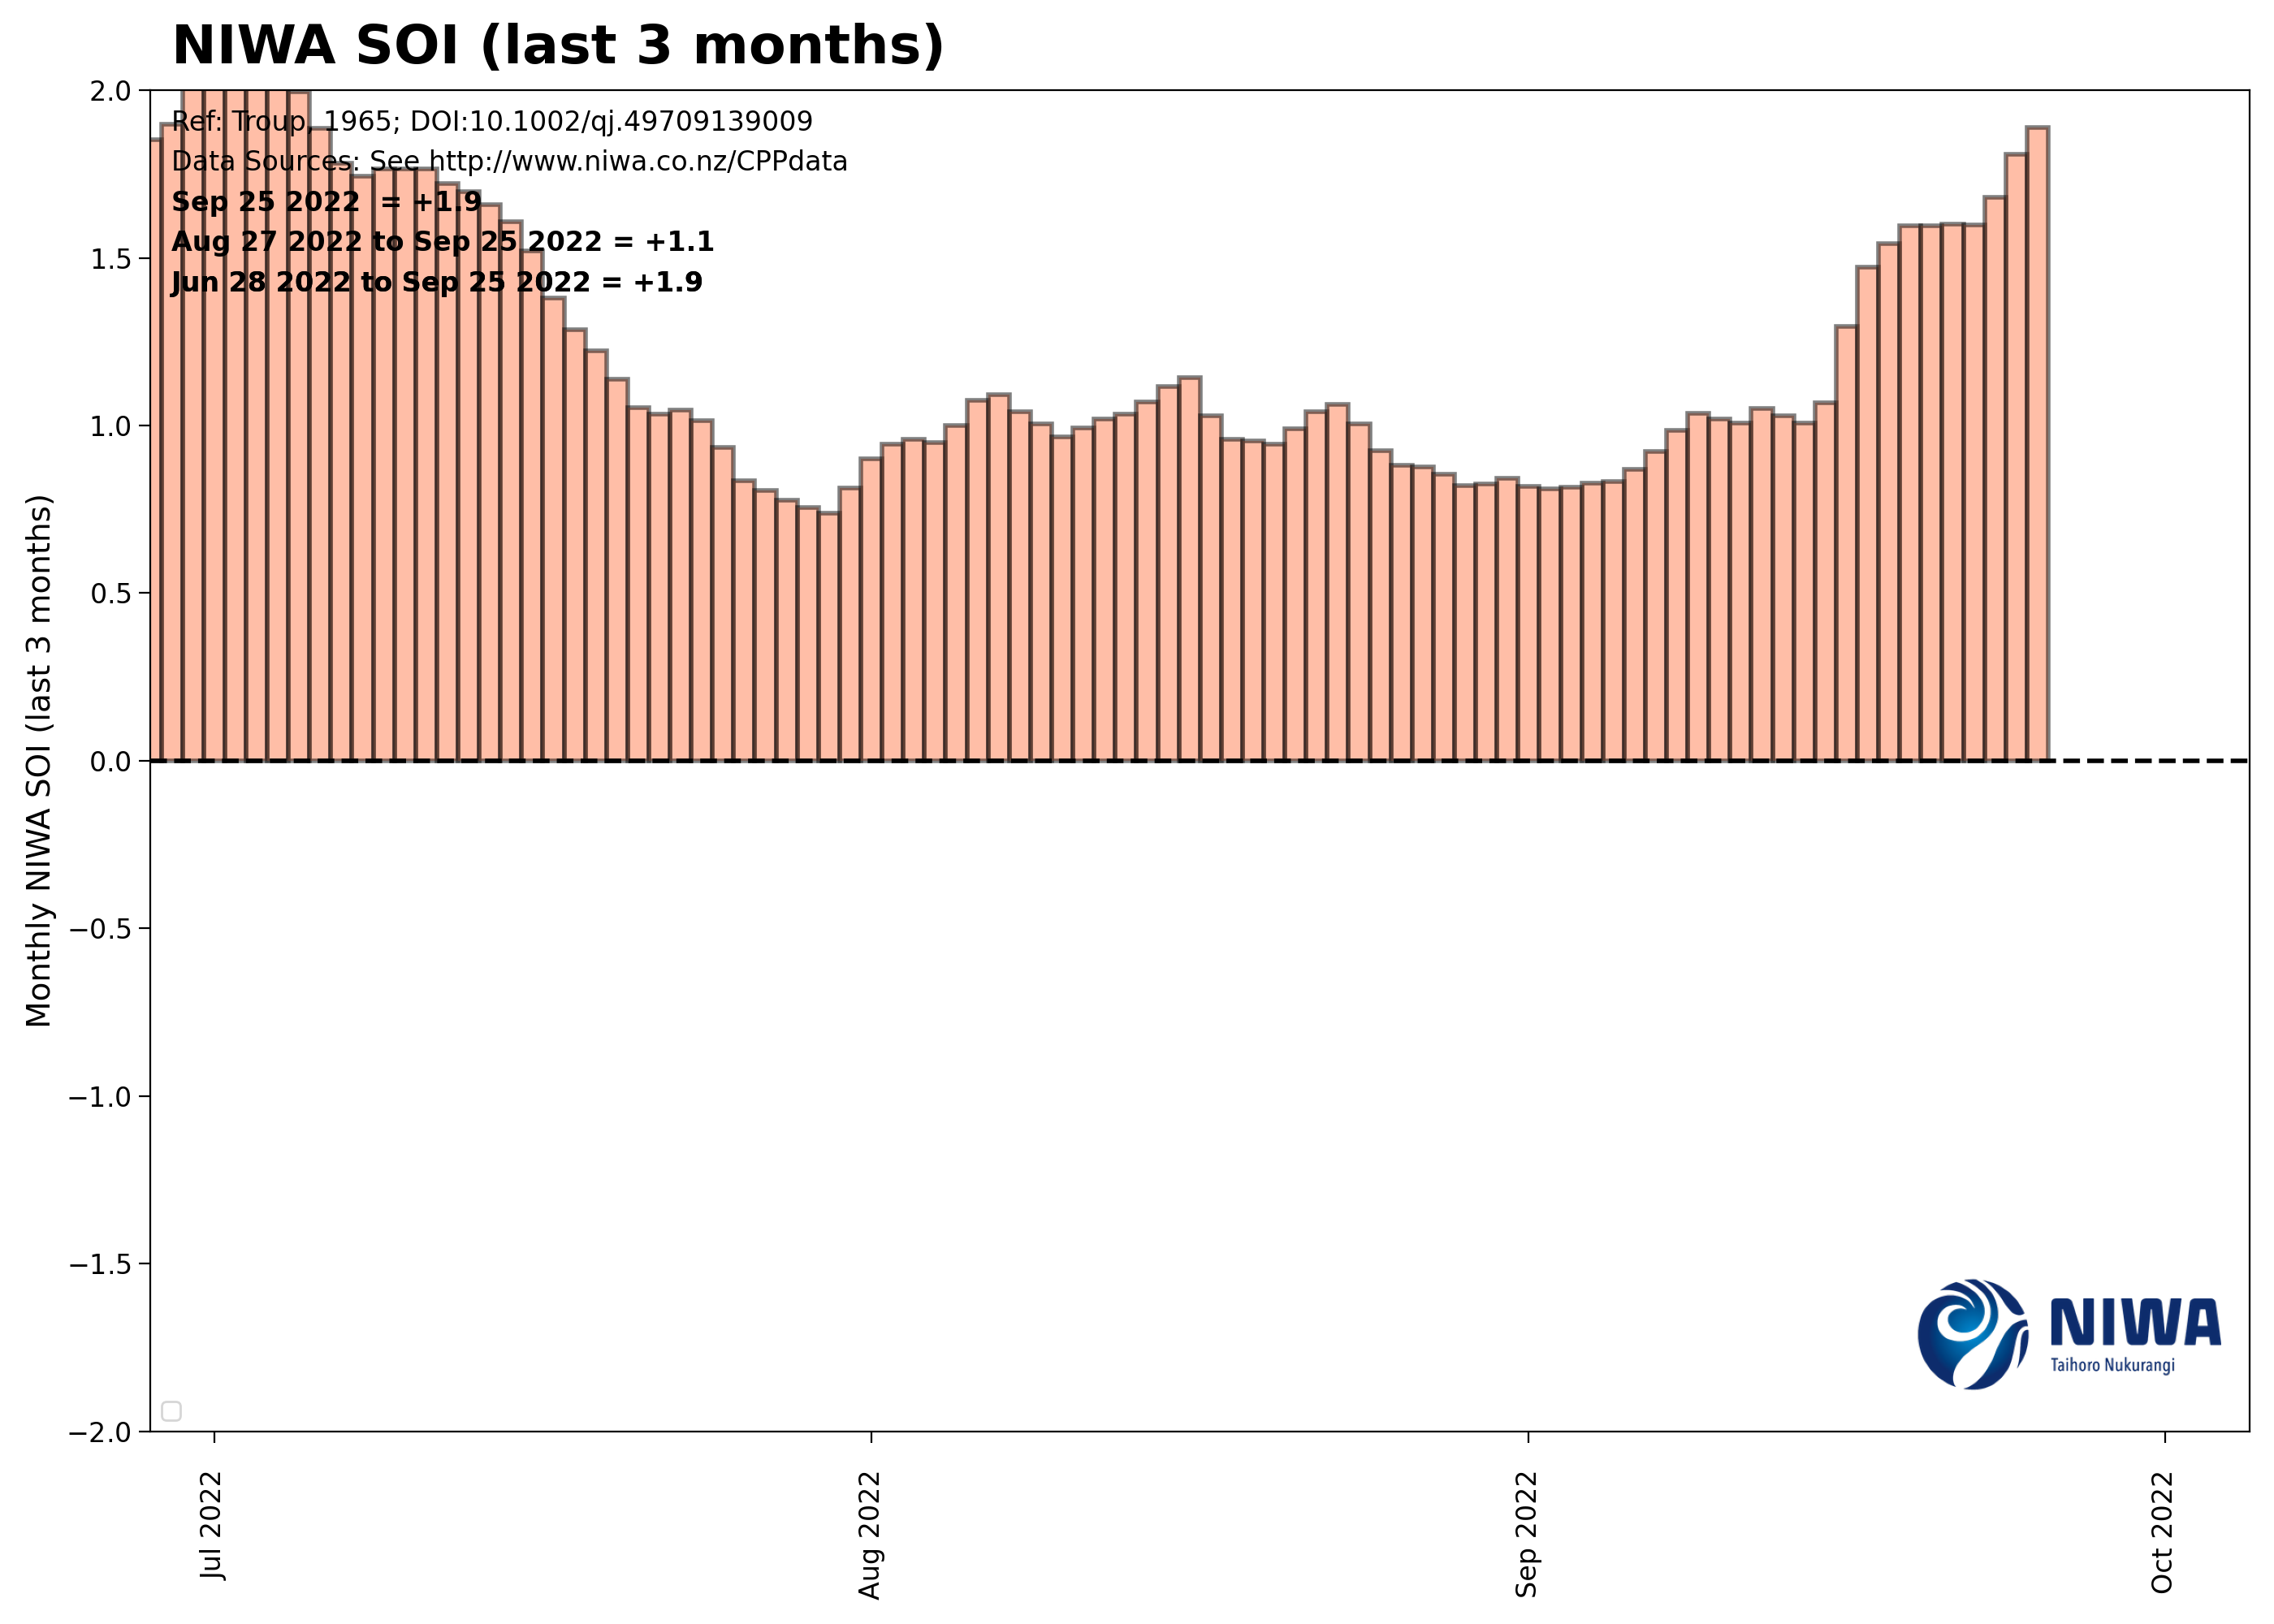 NIWA SOI (last 3 months)
2.0
Ref: Troup, 1965; DOI:10.1002/qj.49709139009
Data Sources: See http://www.niwa.co.nz/CPPdata
Sep 25 2022  = +1.9
Aug 27 2022 to Sep 25 2022 = +1.1
1.5
Jun 28 2022 to Sep 25 2022 = +1.9
1.0
0.5
0.0
−0.5
−1.0
−1.5
−2.0
Monthly NIWA SOI (last 3 months)
NIWA
Taihoro Nukurangi
Jul 2022
Aug 2022
Sep 2022
Oct 2022